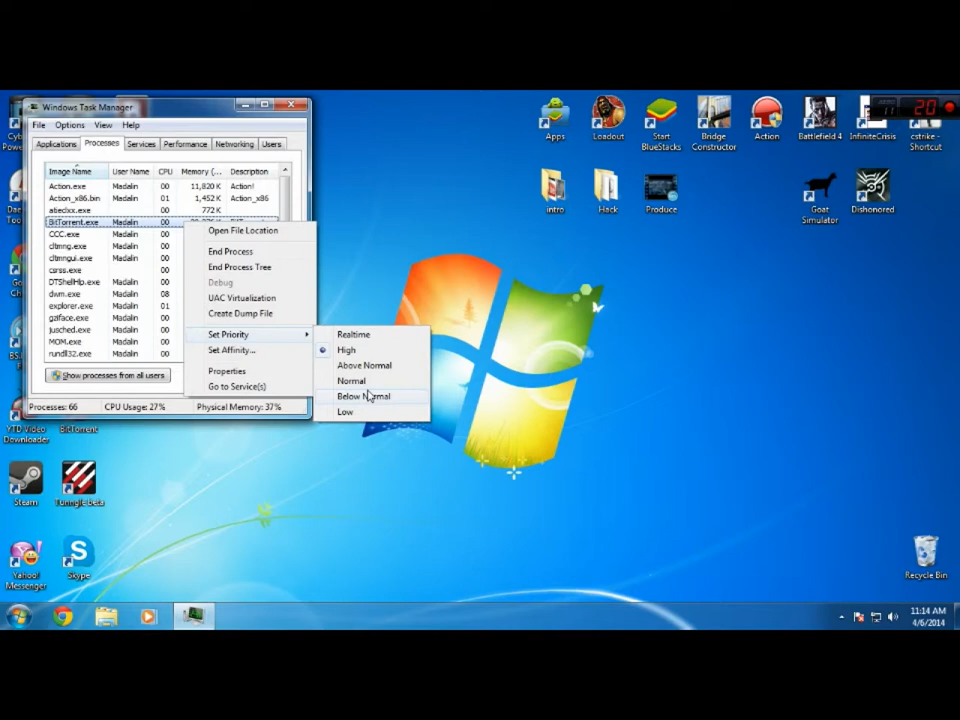 Windows Task Manager
File Options View Help
Applications Processes Services Performance Networking Users
Image Name User Name CPU Memory (... Description
Action.exe Madalin 00 11,820 K Action!
Action_x86.bin Madalin 01 1,452 K Action_x86
abedxx.exe 00 772 K
BitTorrent.exe Madalin 00
CCC.exe Madalin 00
cltmng.exe Madalin 00
cltmngui.exe Madalin 00
csrss.exe 00
DTShellHlp.exe Madalin 00
dwm.exe Madalin 08
explorer.exe Madalin 01
gziface.exe Madalin 00
jusched.exe Madalin 00
MOM.exe Madalin 00
rundll32.exe Madalin 00
Show processes from all users
Processes: 66 CPU Usage: 27% Physical Memory: 37%
Open File Location
End Process
End Process Tree
Debug
UAC Virtualization
Create Dump File
Set Priority
Set Affinity...
Properties
Go to Service(s)
Realtime
High
Above Normal
Normal
Below Normal
Low
Apps
Loadout
Start
BlueStacks
Bridge
Constructor
Action
Battlefield 4
InfiniteCrisis
cstrike -
Shortcut
20
intro
Hack
Produce
Goat
Simulator
Dishonored
YTD Video
Downloader
BitTorrent
Steam
Tunngle beta
Yahoo!
Messenger
Skype
Recycle Bin
11:14 AM
4/6/2014